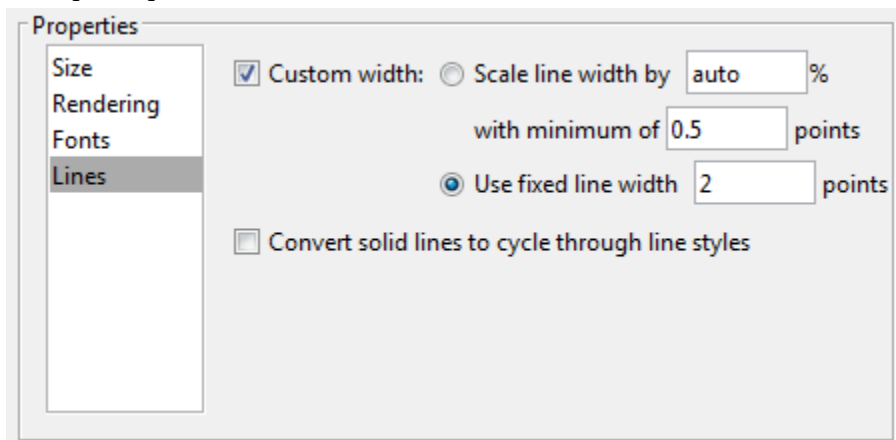 Properties
Size
Rendering
Fonts
Lines
Custom width:
Scale line width by auto %
with minimum of 0.5 points
Use fixed line width 2 points
Convert solid lines to cycle through line styles